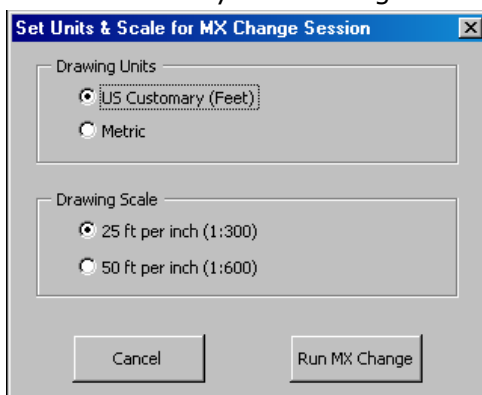 Set Units & Scale for MX Change Session
Drawing Units
US Customary (Feet)
Metric
Drawing Scale
25 ft per inch (1:300)
50 ft per inch (1:600)
Cancel
Run MX Change